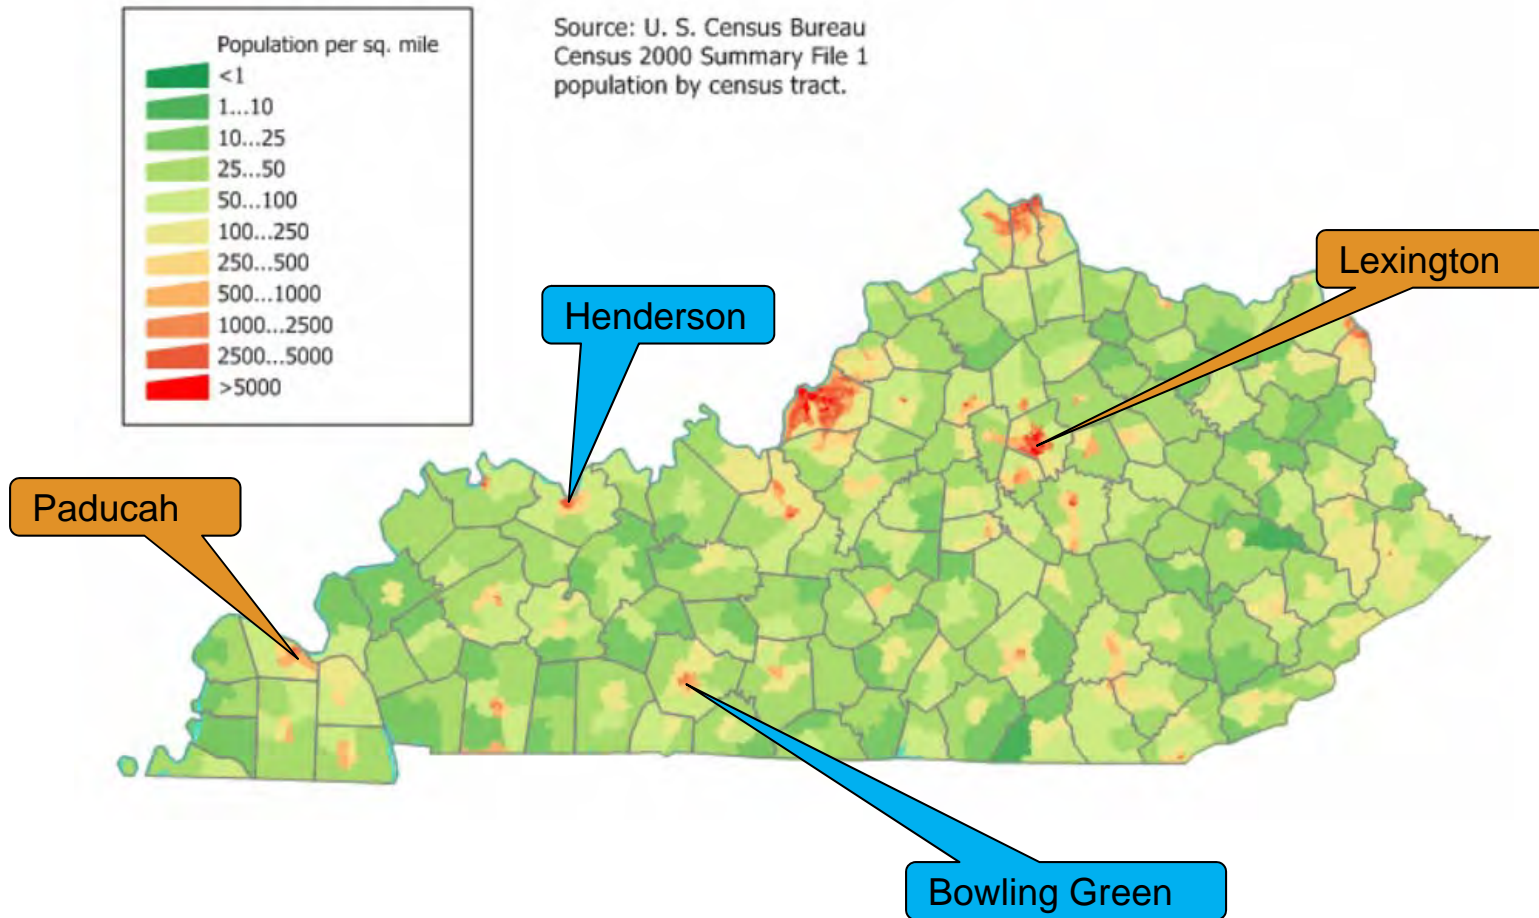 Population per sq. mile
<1
1...10
10...25
25...50
50...100
100...250
250...500
500...1000
1000...2500
2500...5000
>5000
Source: U. S. Census Bureau
Census 2000 Summary File 1
population by census tract.
Lexington
Henderson
Paducah
Bowling Green